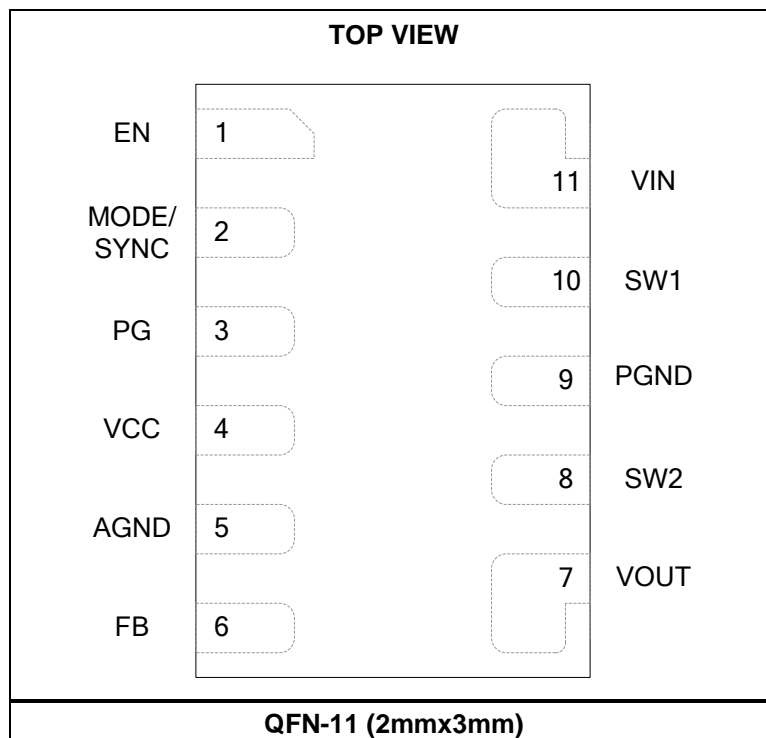 TOP VIEW
EN 1
11 VIN
MODE/
SYNC 2
10 SW1
PG 3
9 PGND
VCC 4
8 SW2
AGND 5
7 VOUT
FB 6
QFN-11 (2mmx3mm)